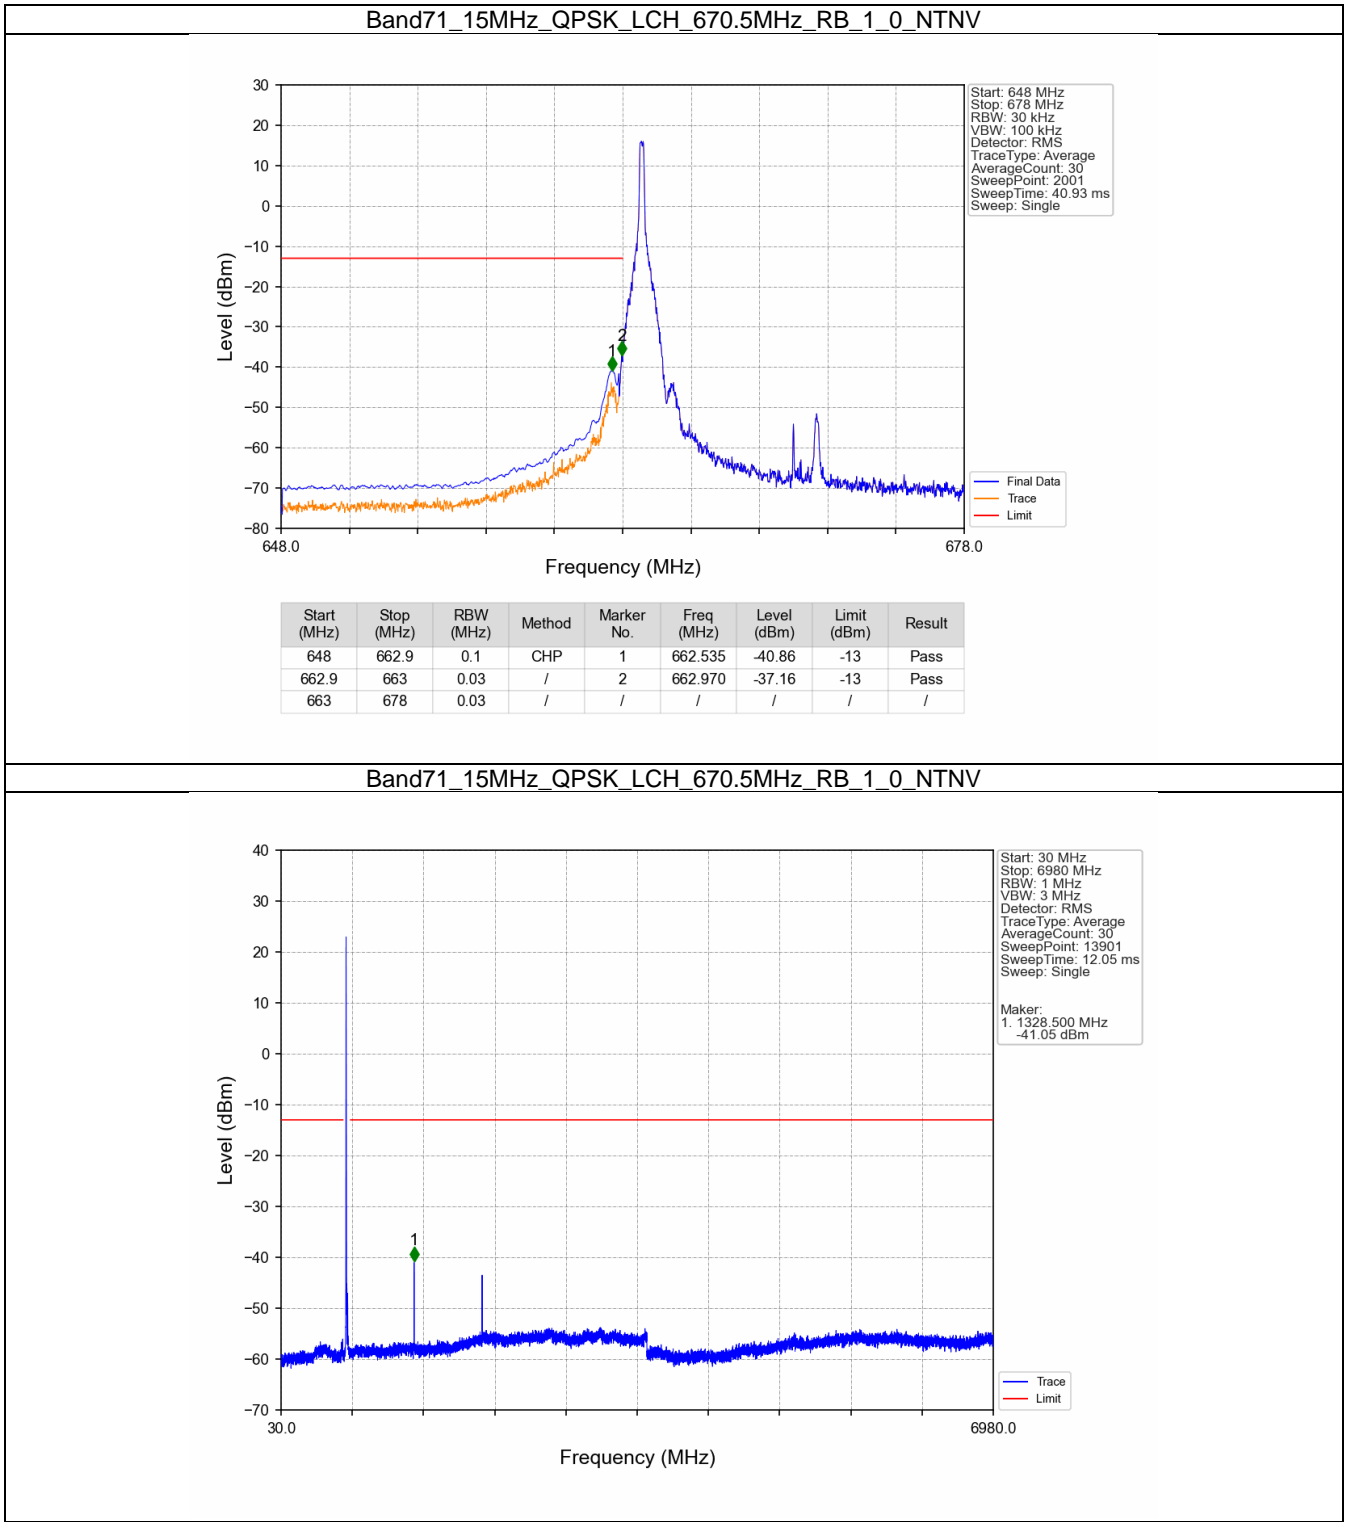 Band71_15MHz_QPSK_LCH_670.5MHz_RB_1_0_NTNV
30
20
10
0
−10
−20
−30
−40
−50
−60
−70
−80
Level (dBm)
1
2
648.0
678.0
Frequency (MHz)
Start: 648 MHz
Stop: 678 MHz
RBW: 30 kHz
VBW: 100 kHz
Detector: RMS
TraceType: Average
AverageCount: 30
SweepPoint: 2001
SweepTime: 40.93 ms
Sweep: Single
Final Data
Trace
Limit
Start (MHz) Stop (MHz) RBW (MHz) Method Marker No. Freq (MHz) Level (dBm) Limit (dBm) Result
648 662.9 0.1 CHP 1 662.535 -40.86 -13 Pass
662.9 663 0.03 / 2 662.970 -37.16 -13 Pass
663 678 0.03 / / / / / /
Band71_15MHz_QPSK_LCH_670.5MHz_RB_1_0_NTNV
40
30
20
10
0
−10
−20
−30
−40
−50
−60
−70
Level (dBm)
1
30.0
6980.0
Frequency (MHz)
Start: 30 MHz
Stop: 6980 MHz
RBW: 1 MHz
VBW: 3 MHz
Detector: RMS
TraceType: Average
AverageCount: 30
SweepPoint: 13901
SweepTime: 12.05 ms
Sweep: Single
Maker:
1. 1328.500 MHz
-41.05 dBm
Trace
Limit